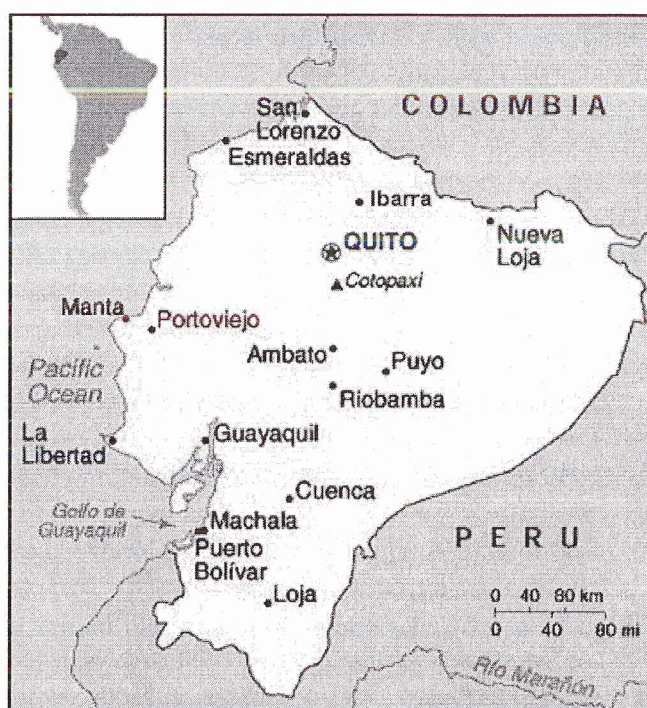 COLOMBIA
San
Lorenzo
Esmeraldas
Ibarra
QUITO
Nueva
Loja
Cotopaxi
Manta
Portoviejo
Ambato
Puyo
Pacific
Ocean
Riobamba
La
Libertad
Guayaquil
Cuenca
Golfo de
Guayaquil
Machala
Puerto
Bolívar
PERU
Loja
0 40 80 km
0 40 80 mi
Río Marañón